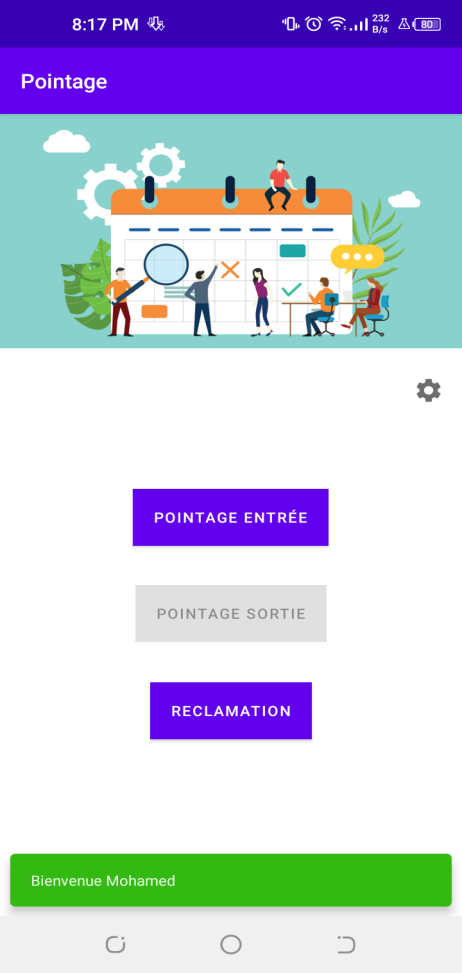 8:17 PM
232
B/s
80
Pointage
POINTAGE ENTRÉE
POINTAGE SORTIE
RECLAMATION
Bienvenue Mohamed